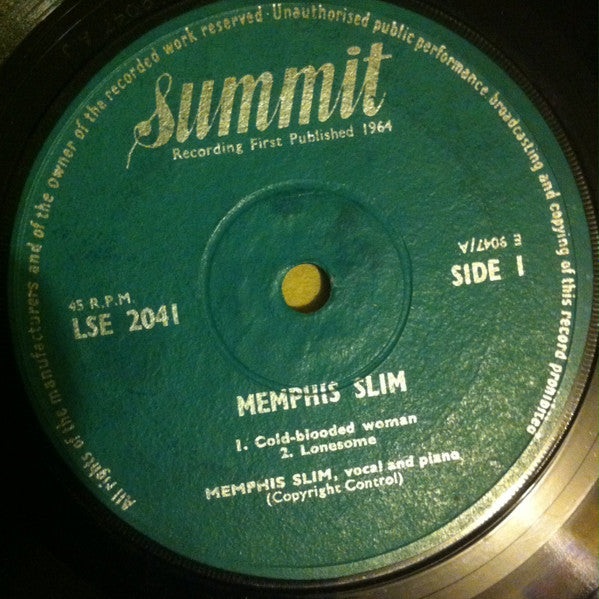 All rights of the manufacturers and of the owner of the recorded work reserved · Unauthorised public performance broadcasting and copying of this record prohibited
Summit
Recording First Published 1964
45 R.P.M.
LSE 2041
E 9047/A
SIDE 1
MEMPHIS SLIM
1. Cold-blooded woman
2. Lonesome
MEMPHIS SLIM, vocal and piano
(Copyright Control)